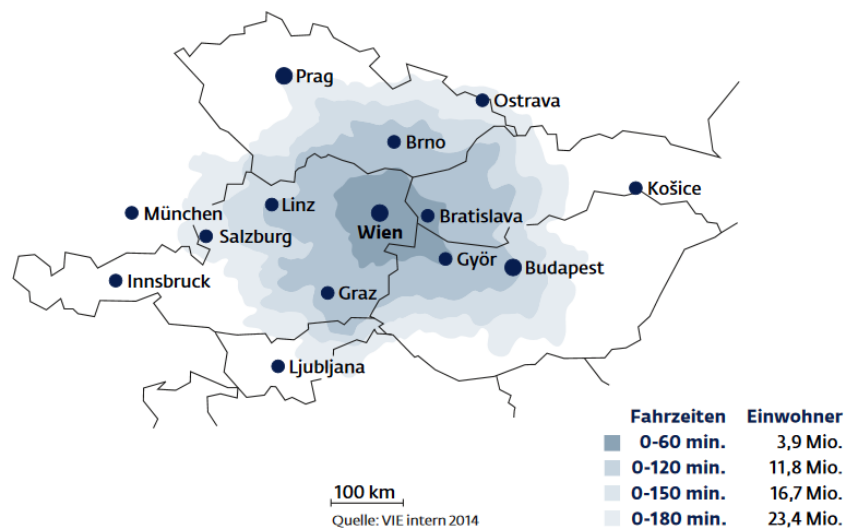 Prag
Ostrava
Brno
Košice
München
Linz
Salzburg
Wien
Bratislava
Györ
Budapest
Innsbruck
Graz
Ljubljana
Fahrzeiten Einwohner
0-60 min. 3,9 Mio.
0-120 min. 11,8 Mio.
0-150 min. 16,7 Mio.
0-180 min. 23,4 Mio.
100 km
Quelle: VIE intern 2014